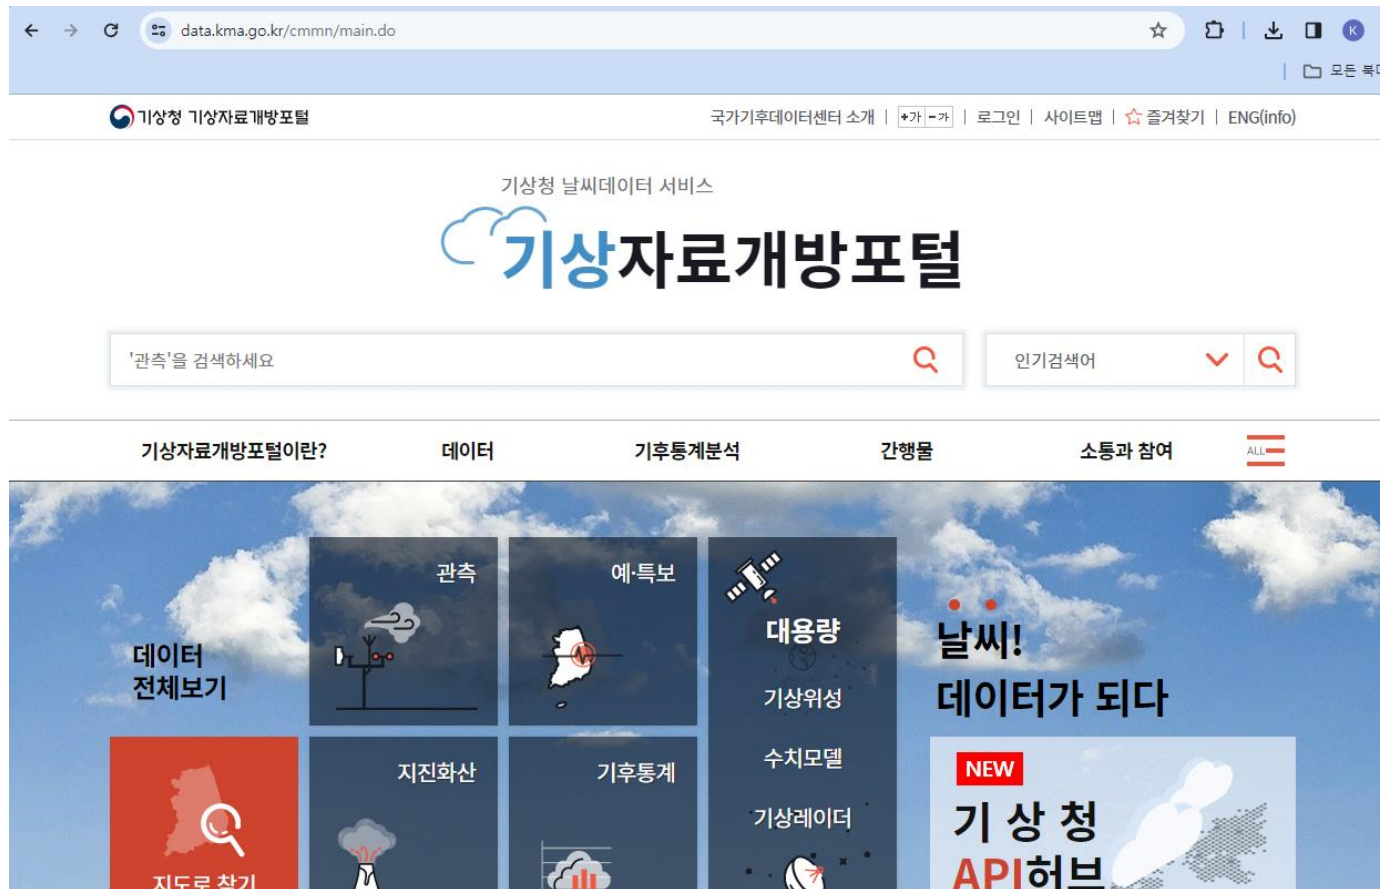 data.kma.go.kr/cmmn/main.do
K
모든 북
기상청 기상자료개방포털
국가기후데이터센터 소개 | +가 -가 | 로그인 | 사이트맵 | 즐겨찾기 | ENG(info)
기상청 날씨데이터 서비스
기상자료개방포털
'관측'을 검색하세요
인기검색어
기상자료개방포털이란?
데이터
기후통계분석
간행물
소통과 참여
ALL
데이터
전체보기
관측
예·특보
대용량
기상위성
수치모델
기상레이더
지진화산
기후통계
지도로 찾기
날씨!
데이터가 되다
NEW
기상청
API허브